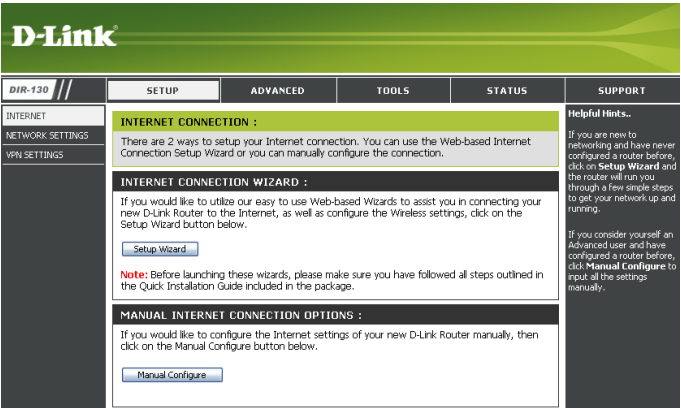 D-Link
DIR-130
SETUP
ADVANCED
TOOLS
STATUS
SUPPORT
INTERNET
NETWORK SETTINGS
VPN SETTINGS
INTERNET CONNECTION :
There are 2 ways to setup your Internet connection. You can use the Web-based Internet
Connection Setup Wizard or you can manually configure the connection.
INTERNET CONNECTION WIZARD :
If you would like to utilize our easy to use Web-based Wizards to assist you in connecting your
new D-Link Router to the Internet, as well as configure the Wireless settings, click on the
Setup Wizard button below.
Setup Wizard
Note: Before launching these wizards, please make sure you have followed all steps outlined in
the Quick Installation Guide included in the package.
MANUAL INTERNET CONNECTION OPTIONS :
If you would like to configure the Internet settings of your new D-Link Router manually, then
click on the Manual Configure button below.
Manual Configure
Helpful Hints..
If you are new to
networking and have never
configured a router before,
click on Setup Wizard and
the router will run you
through a few simple steps
to get your network up and
running.
If you consider yourself an
Advanced user and have
configured a router before,
click Manual Configure to
input all the settings
manually.